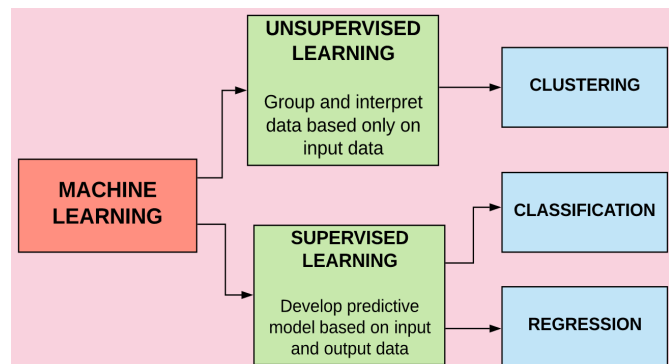 UNSUPERVISED
LEARNING
Group and interpret
data based only on
input data
CLUSTERING
MACHINE
LEARNING
SUPERVISED
LEARNING
Develop predictive
model based on input
and output data
CLASSIFICATION
REGRESSION